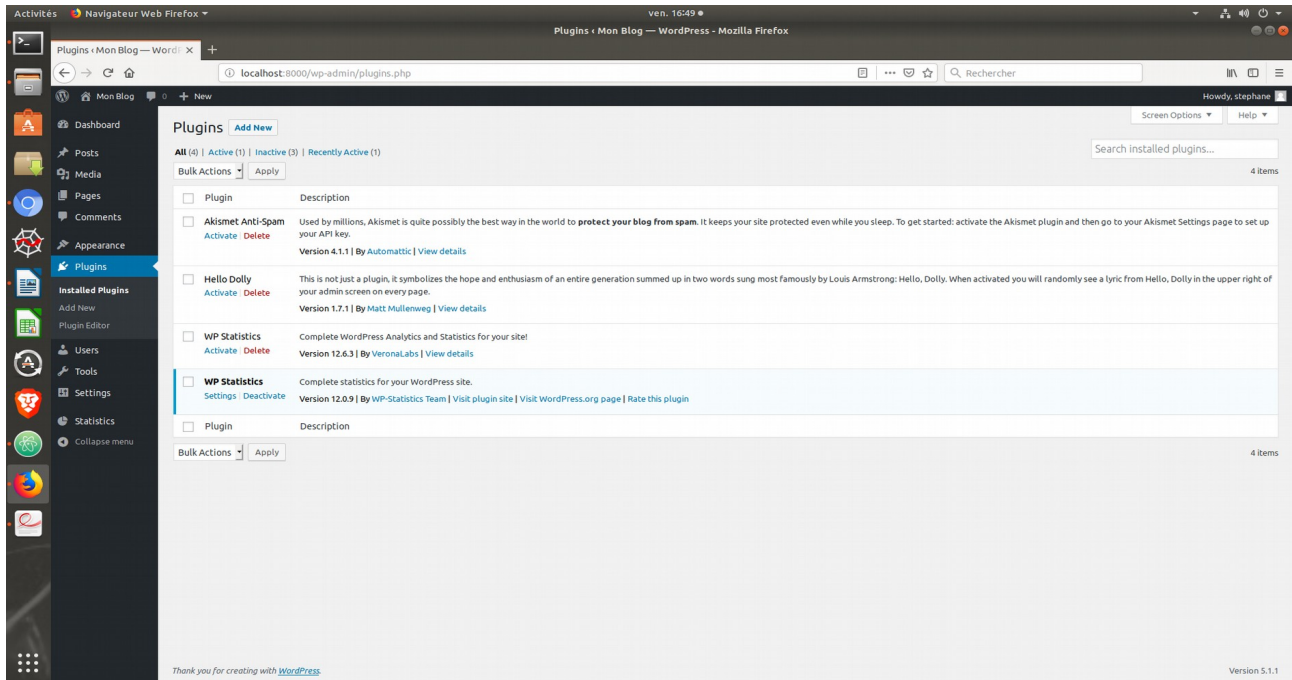 Activités Navigateur Web Firefox ven. 16:49
Plugins ‹ Mon Blog — WordPress - Mozilla Firefox
Plugins ‹ Mon Blog — Word
localhost:8000/wp-admin/plugins.php Rechercher
Mon Blog 0 + New Howdy, stephane
Screen Options Help
Dashboard
Posts
Media
Pages
Comments
Appearance
Plugins
Installed Plugins
Add New
Plugin Editor
Users
Tools
Settings
Statistics
Collapse menu
Plugins Add New
All (4) | Active (1) | Inactive (3) | Recently Active (1)
Search installed plugins...
Bulk Actions Apply 4 items
Plugin Description
Akismet Anti-Spam
Activate | Delete
Used by millions, Akismet is quite possibly the best way in the world to protect your blog from spam. It keeps your site protected even while you sleep. To get started: activate the Akismet plugin and then go to your Akismet Settings page to set up
your API key.
Version 4.1.1 | By Automattic | View details
Hello Dolly
Activate | Delete
This is not just a plugin, it symbolizes the hope and enthusiasm of an entire generation summed up in two words sung most famously by Louis Armstrong: Hello, Dolly. When activated you will randomly see a lyric from Hello, Dolly in the upper right of
your admin screen on every page.
Version 1.7.1 | By Matt Mullenweg | View details
WP Statistics
Activate | Delete
Complete WordPress Analytics and Statistics for your site!
Version 12.6.3 | By VeronaLabs | View details
WP Statistics
Settings | Deactivate
Complete statistics for your WordPress site.
Version 12.0.9 | By WP-Statistics Team | Visit plugin site | Visit WordPress.org page | Rate this plugin
Plugin Description
Bulk Actions Apply 4 items
Thank you for creating with WordPress. Version 5.1.1